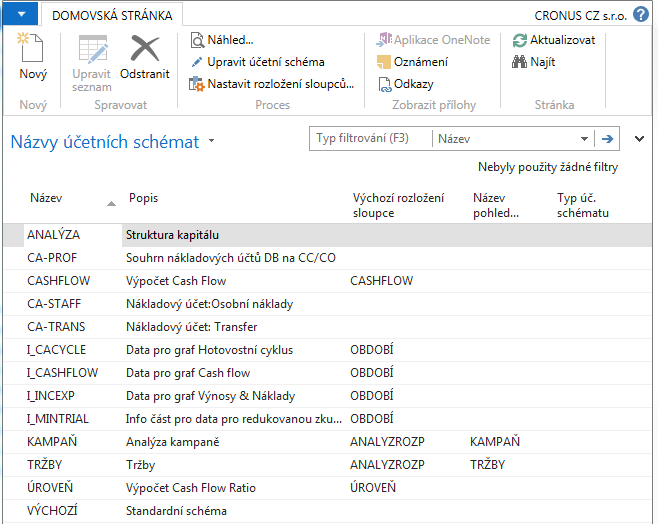 DOMOVSKÁ STRÁNKA CRONUS CZ s.r.o.
Nový
Upravit seznam
Odstranit
Náhled...
Upravit účetní schéma
Nastavit rozložení sloupců...
Aplikace OneNote
Oznámení
Odkazy
Aktualizovat
Najít
Nový Spravovat Proces Zobrazit přílohy Stránka
Názvy účetních schémat
Typ filtrování (F3) Název
Nebyly použity žádné filtry
Název Popis Výchozí rozložení sloupce Název pohled... Typ úč. schématu
ANALÝZA Struktura kapitálu
CA-PROF Souhrn nákladových účtů DB na CC/CO
CASHFLOW Výpočet Cash Flow CASHFLOW
CA-STAFF Nákladový účet:Osobní náklady
CA-TRANS Nákladový účet: Transfer
I_CACYCLE Data pro graf Hotovostní cyklus OBDOBÍ
I_CASHFLOW Data pro graf Cash flow OBDOBÍ
I_INCEXP Data pro graf Výnosy & Náklady OBDOBÍ
I_MINTRIAL Info část pro data pro redukovanou zku... OBDOBÍ
KAMPAŇ Analýza kampaně ANALYZROZP KAMPAŇ
TRŽBY Tržby ANALYZROZP TRŽBY
ÚROVEŇ Výpočet Cash Flow Ratio ÚROVEŇ
VÝCHOZÍ Standardní schéma